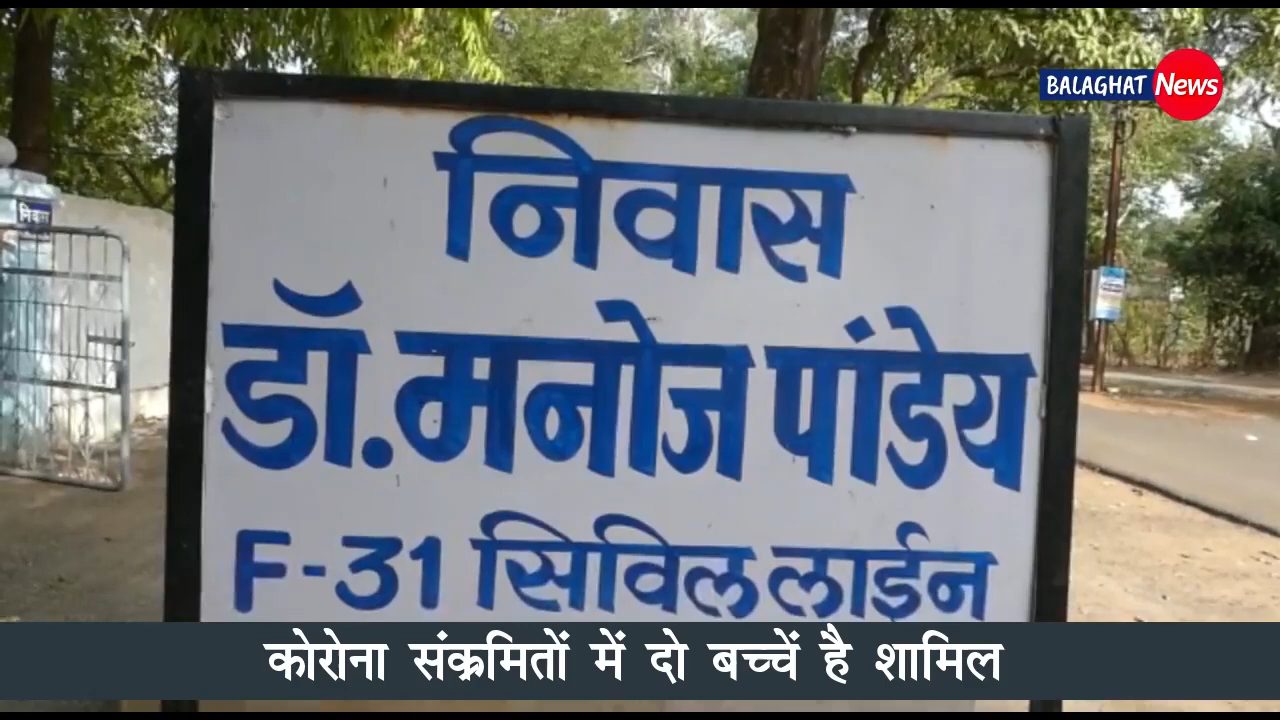 BALAGHAT News
निवास
निवास
डॉ. मनोज पांडेय
F-31 सिविल लाईन
कोरोना संक्रमितों में दो बच्चें है शामिल